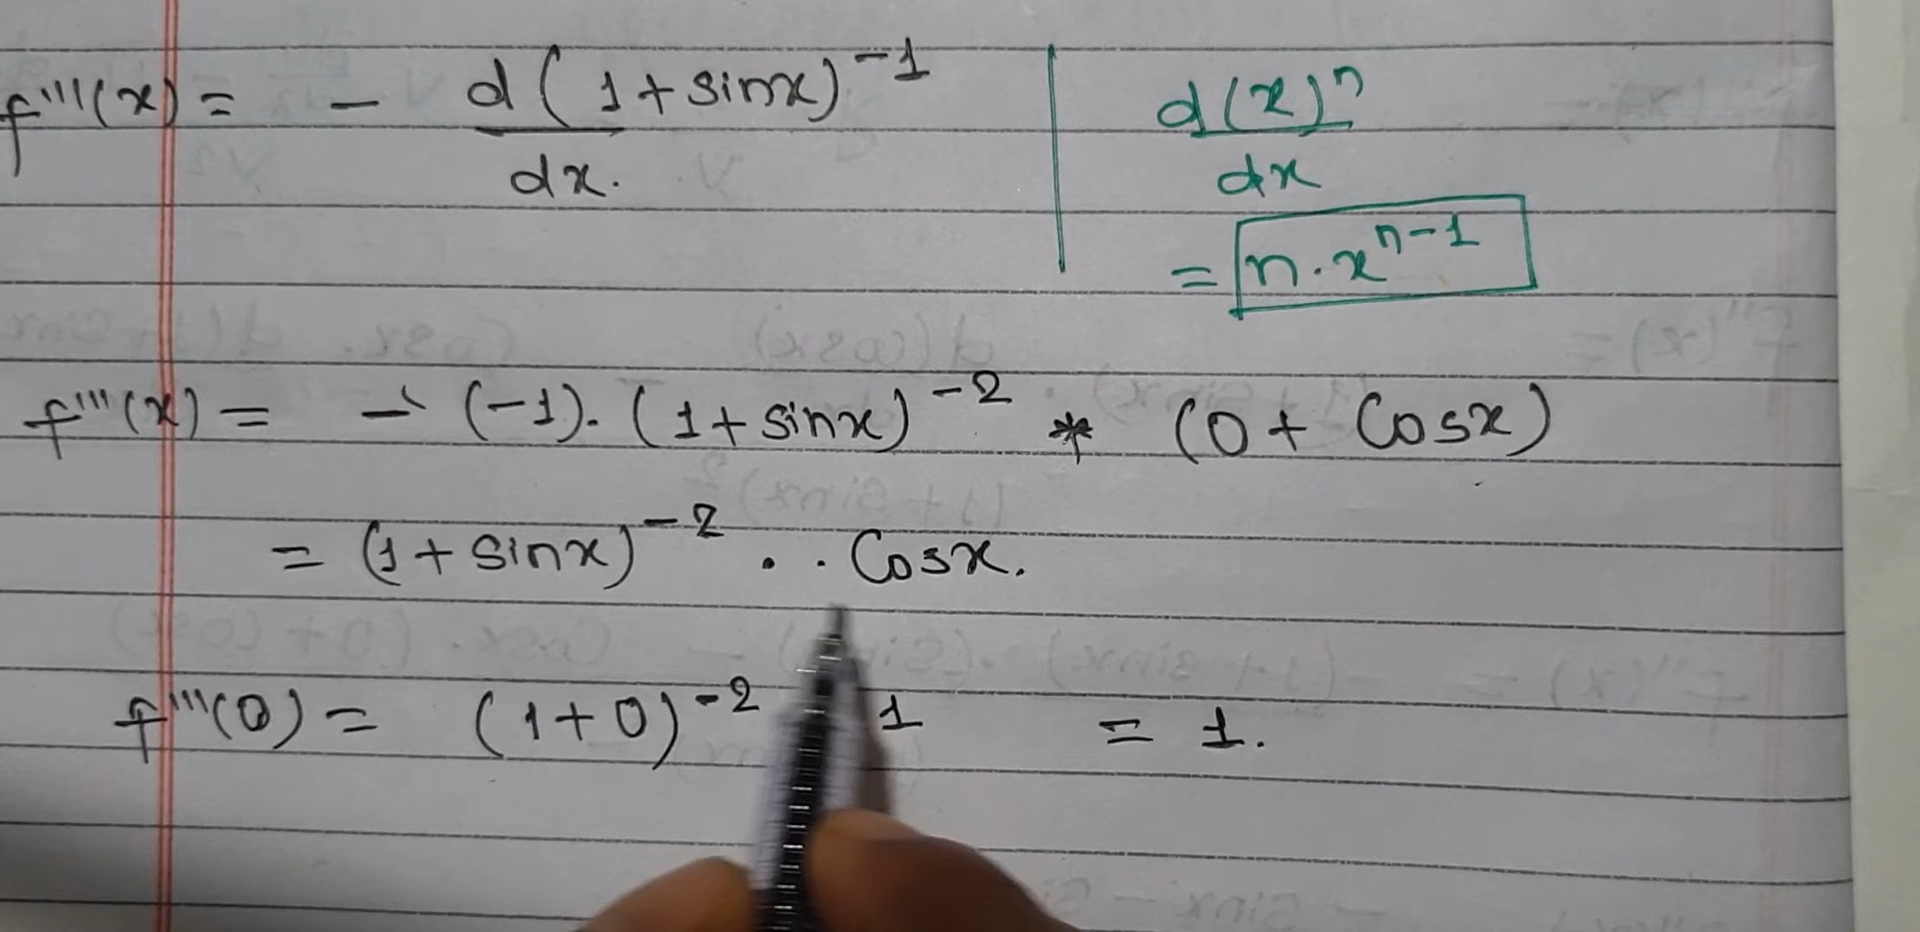 f'''(x) = - d(1+sinx)^-1
dx.
d(x)^n
dx
= n·x^n-1
f'''(x) = - (-1)·(1+sinx)^-2 * (0+Cosx)
= (1+sinx)^-2 · · Cosx.
f'''(0) = (1+0)^-2 1 = 1.